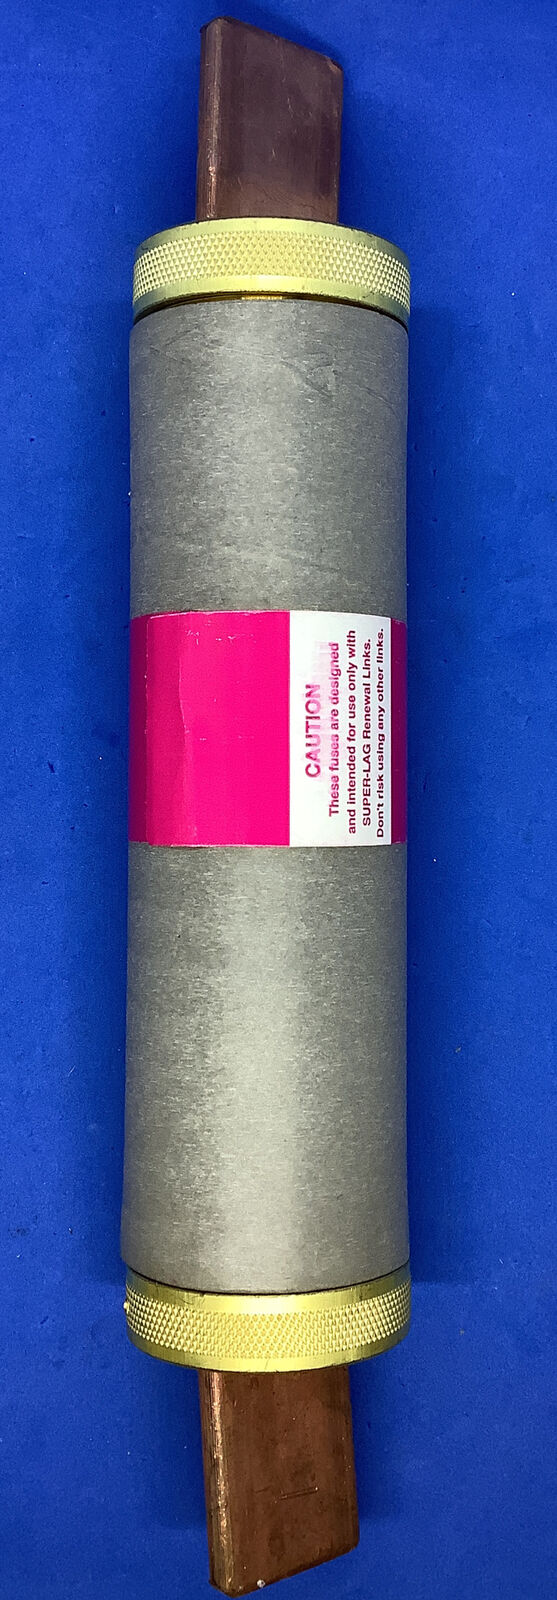 CAUTION
These fuses are designed
and intended for use only with
SUPER-LAG Renewal Links.
Don't risk using any other links.